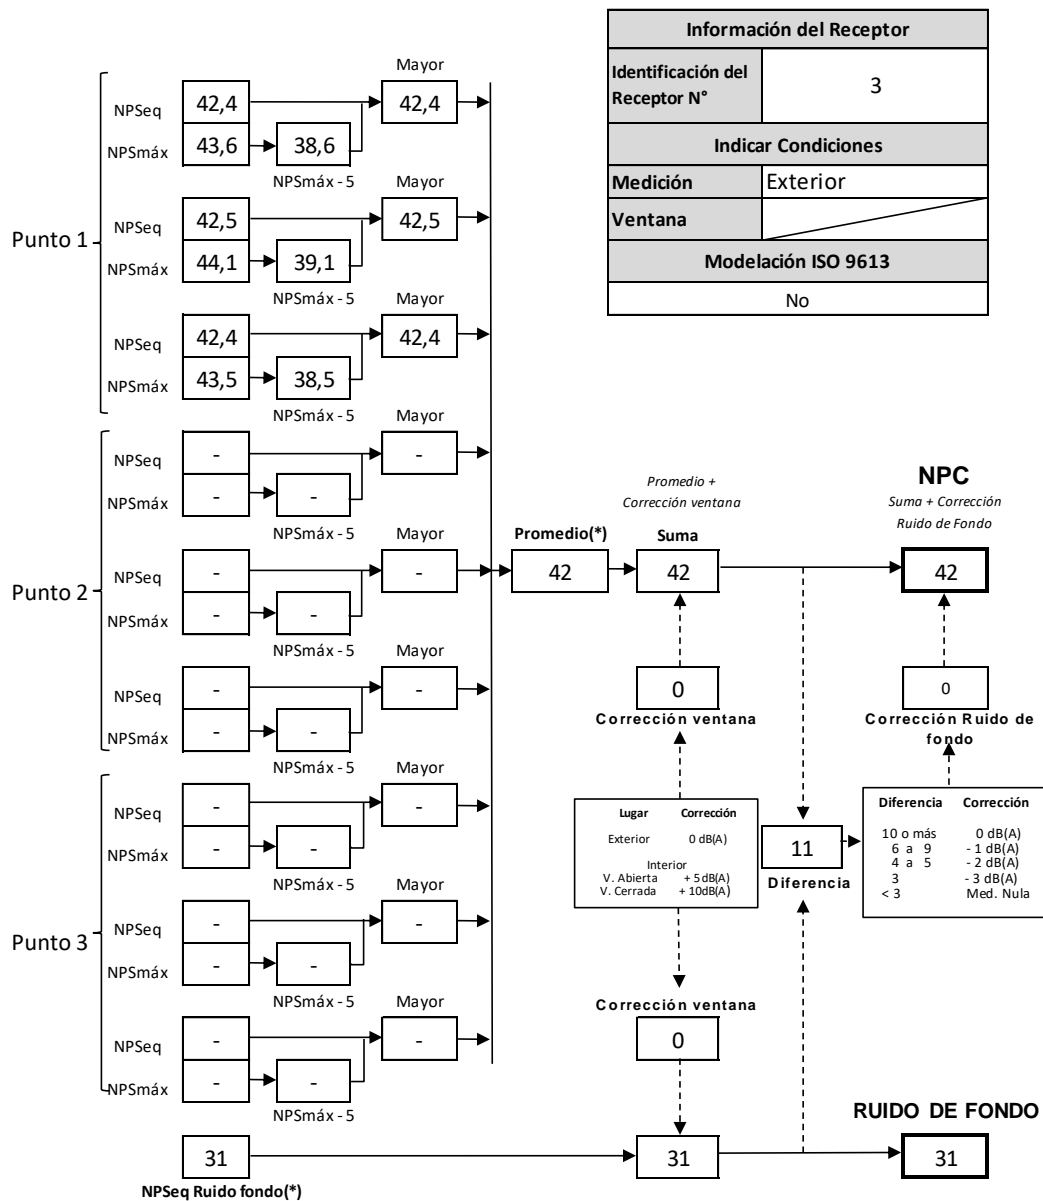 Información del Receptor
Identificación del
Receptor N°
3
Indicar Condiciones
Medición
Exterior
Ventana
Modelación ISO 9613
No
Punto 1
Mayor
NPSeq
42,4
42,4
NPSmáx
43,6
38,6
NPSmáx - 5
Mayor
NPSeq
42,5
42,5
NPSmáx
44,1
39,1
NPSmáx - 5
Mayor
NPSeq
42,4
42,4
NPSmáx
43,5
38,5
NPSmáx - 5
Punto 2
Mayor
NPSeq
-
-
NPSmáx
-
-
NPSmáx - 5
Mayor
NPSeq
-
-
NPSmáx
-
-
NPSmáx - 5
Mayor
NPSeq
-
-
NPSmáx
-
-
NPSmáx - 5
Punto 3
Mayor
NPSeq
-
-
NPSmáx
-
-
NPSmáx - 5
Mayor
NPSeq
-
-
NPSmáx
-
-
NPSmáx - 5
Mayor
NPSeq
-
-
NPSmáx
-
-
NPSmáx - 5
31
NPSeq Ruido fondo(*)
Promedio(*)
42
Promedio +
Corrección ventana
Suma
42
0
Corrección ventana
Lugar Corrección
Exterior 0 dB(A)
Interior
V. Abierta + 5 dB(A)
V. Cerrada + 10dB(A)
Corrección ventana
0
31
11
Diferencia
NPC
Suma + Corrección
Ruido de Fondo
42
0
Corrección Ruido de
fondo
Diferencia Corrección
10 o más 0 dB(A)
6 a 9 - 1 dB(A)
4 a 5 - 2 dB(A)
3 - 3 dB(A)
< 3 Med. Nula
RUIDO DE FONDO
31